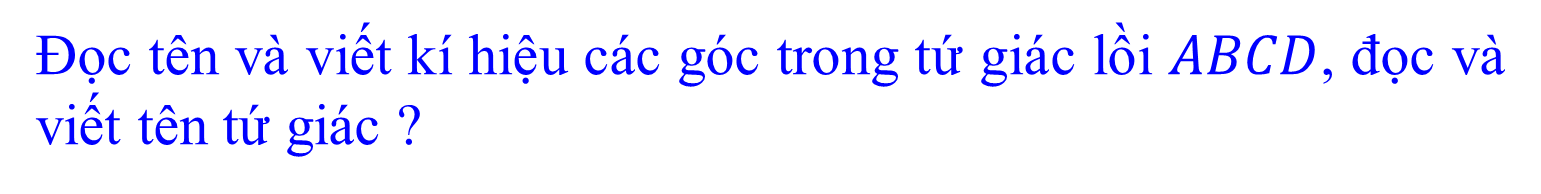 Đọc tên và viết kí hiệu các góc trong tứ giác lồi ABCD, đọc và
viết tên tứ giác ?